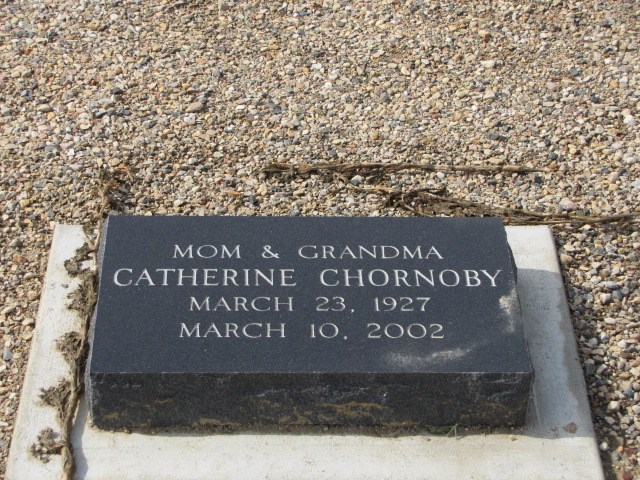 MOM & GRANDMA
CATHERINE CHORNOBY
MARCH 23, 1927
MARCH 10, 2002